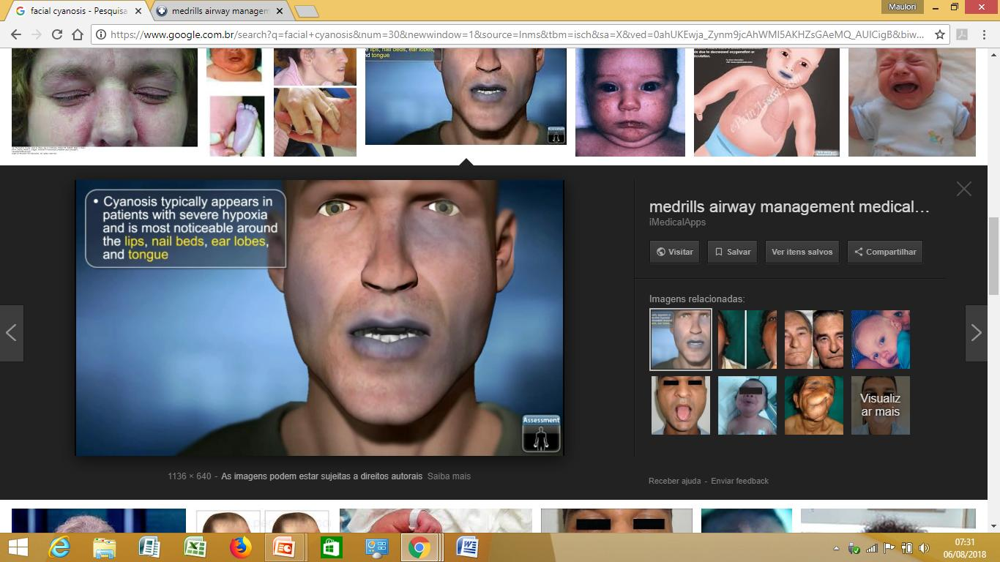 facial cyanosis - Pesquisa
medrills airway managem
Maulori
https://www.google.com.br/search?q=facial+cyanosis&num=30&newwindow=1&source=lnms&tbm=isch&sa=X&ved=0ahUKEwja_Zynm9jcAhWMI5AKHZsGAeMQ_AUICigB&biw...
lips, nail beds, ear lobes,
and tongue
Assessment
• Cyanosis typically appears in
patients with severe hypoxia
and is most noticeable around
the lips, nail beds, ear lobes,
and tongue
Assessment
1136 × 640 - As imagens podem estar sujeitas a direitos autorais Saiba mais
medrills airway management medical...
iMedicalApps
Visitar
Salvar
Ver itens salvos
Compartilhar
Imagens relacionadas:
Visualiz
ar mais
Receber ajuda - Enviar feedback
07:31
06/08/2018